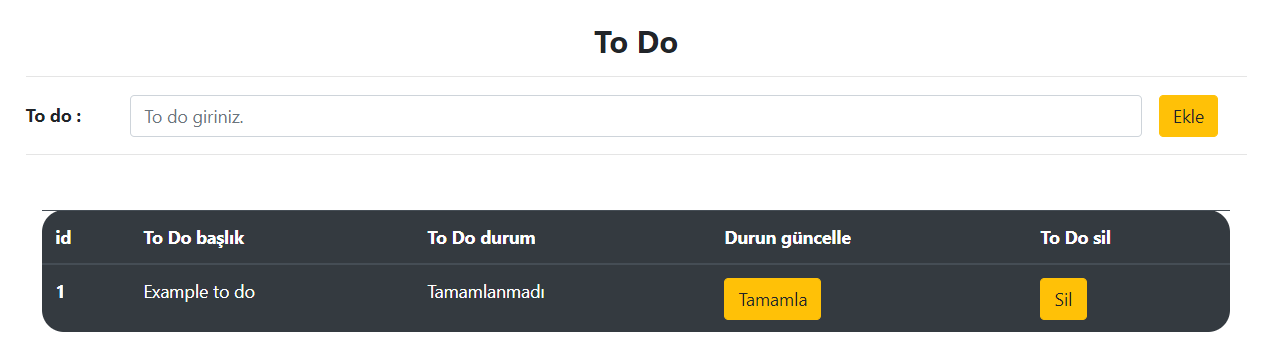 To Do
To do : To do giriniz. Ekle
id To Do başlık To Do durum Durun güncelle To Do sil
1 Example to do Tamamlanmadı Tamamla Sil